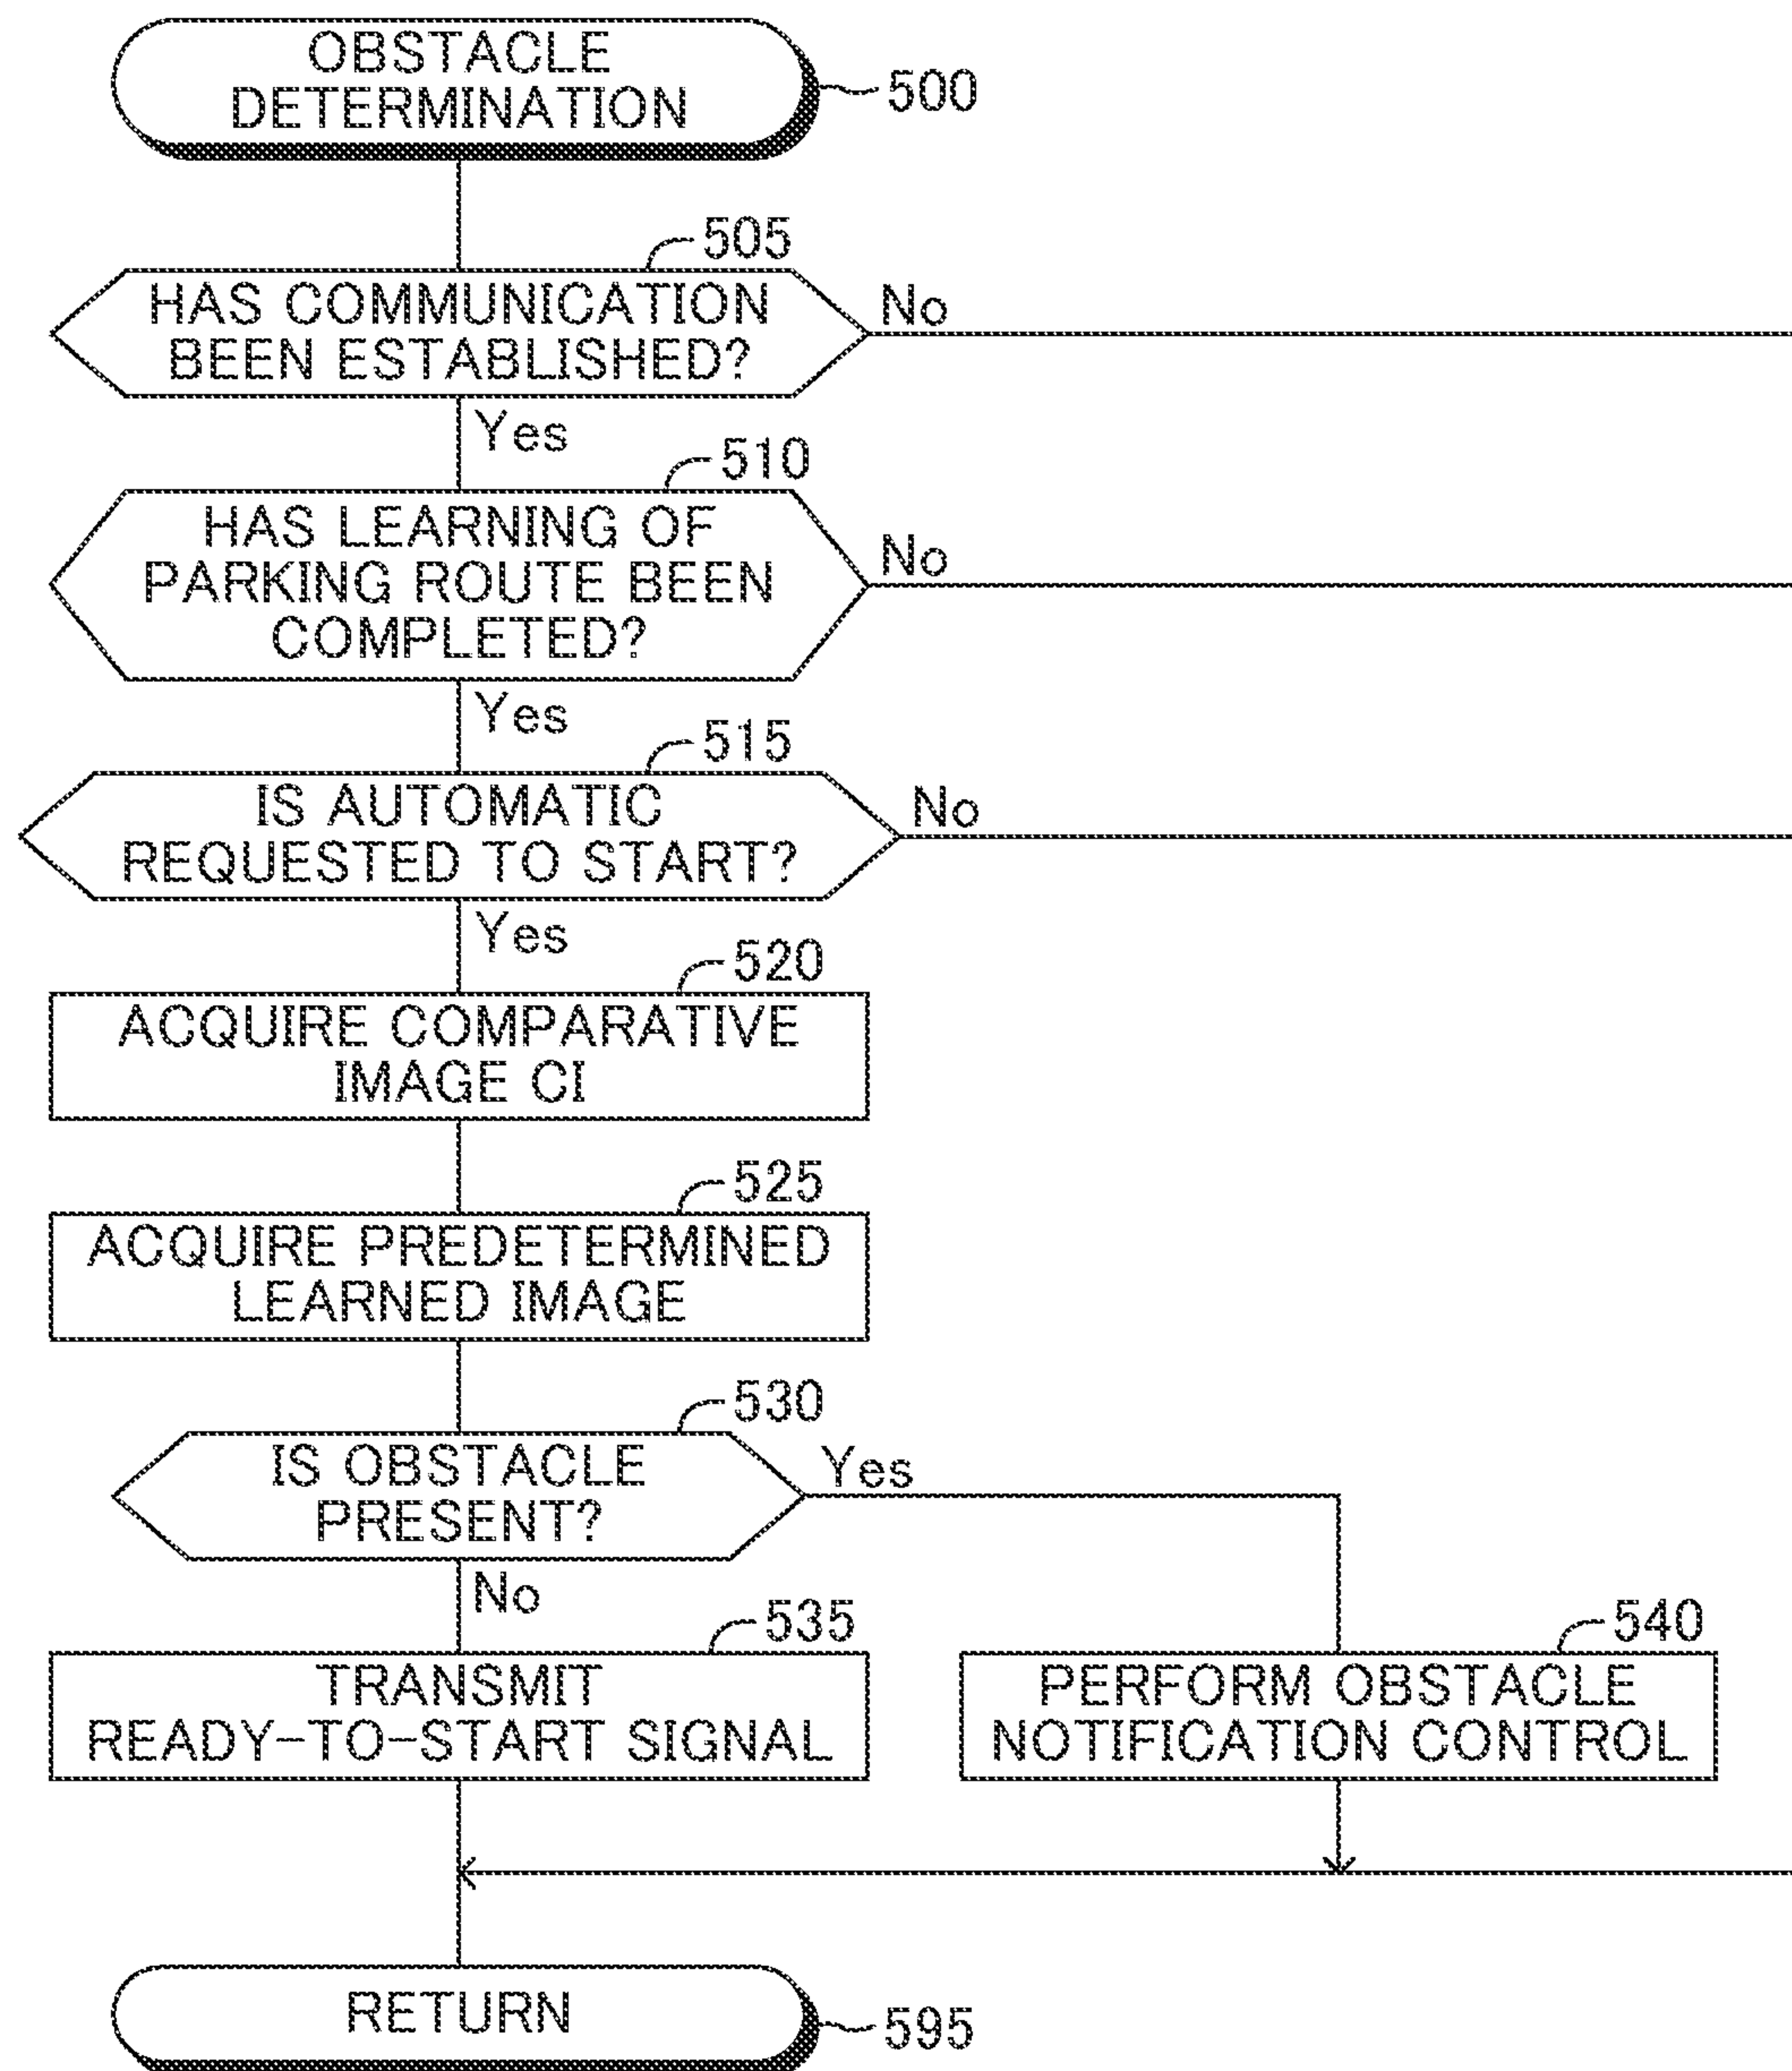 OBSTACLE
DETERMINATION
500
505
HAS COMMUNICATION
BEEN ESTABLISHED?
No
Yes
510
HAS LEARNING OF
PARKING ROUTE BEEN
COMPLETED?
No
Yes
515
IS AUTOMATIC
REQUESTED TO START?
No
Yes
520
ACQUIRE COMPARATIVE
IMAGE CI
525
ACQUIRE PREDETERMINED
LEARNED IMAGE
530
IS OBSTACLE
PRESENT?
Yes
No
535
TRANSMIT
READY-TO-START SIGNAL
540
PERFORM OBSTACLE
NOTIFICATION CONTROL
RETURN
595